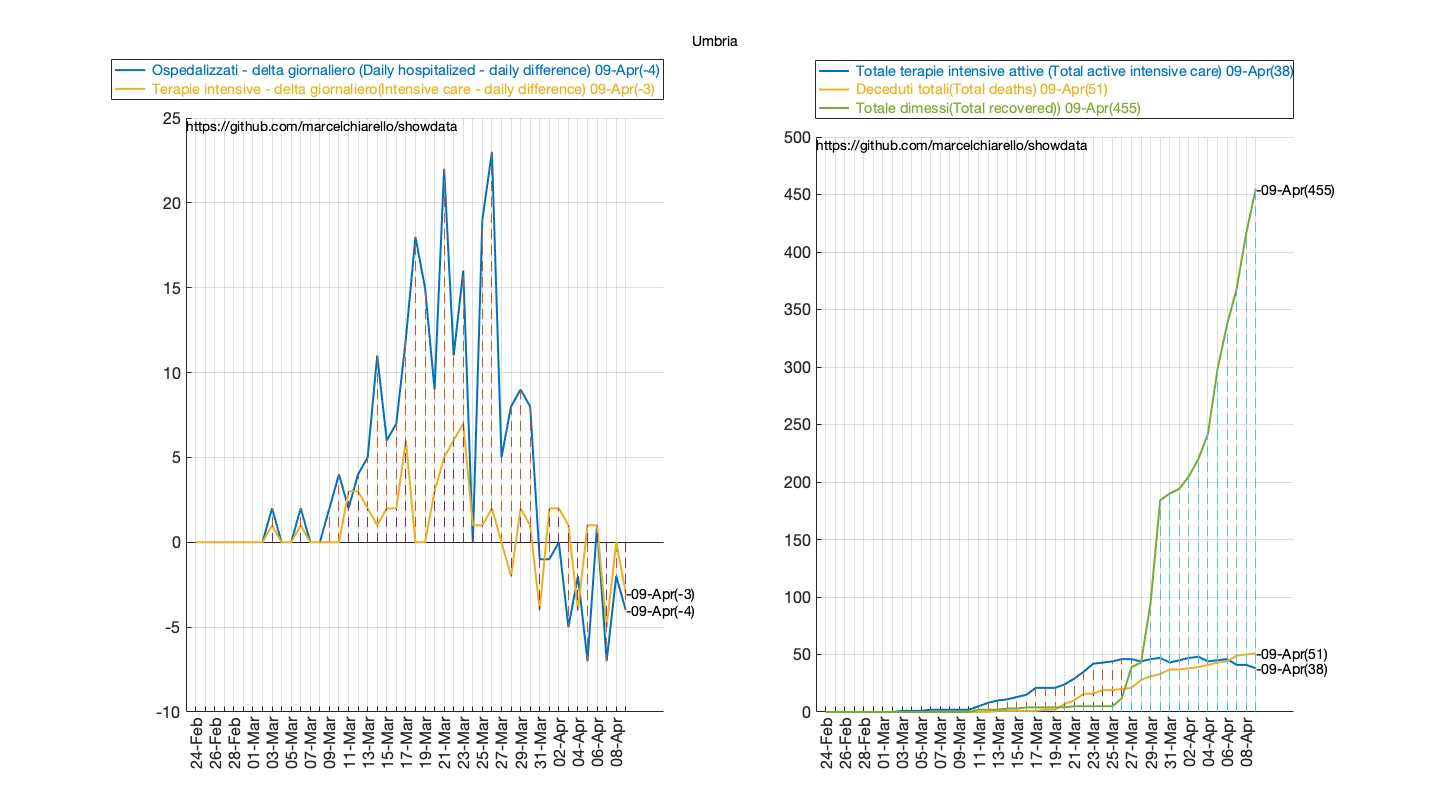 Umbria
Ospedalizzati - delta giornaliero (Daily hospitalized - daily difference) 09-Apr(-4)
Terapie intensive - delta giornaliero(Intensive care - daily difference) 09-Apr(-3)
https://github.com/marcelchiarello/showdata
25
20
15
10
5
0
-5
-10
-09-Apr(-3)
-09-Apr(-4)
24-Feb
26-Feb
28-Feb
01-Mar
03-Mar
05-Mar
07-Mar
09-Mar
11-Mar
13-Mar
15-Mar
17-Mar
19-Mar
21-Mar
23-Mar
25-Mar
27-Mar
29-Mar
31-Mar
02-Apr
04-Apr
06-Apr
08-Apr
Totale terapie intensive attive (Total active intensive care) 09-Apr(38)
Deceduti totali(Total deaths) 09-Apr(51)
Totale dimessi(Total recovered)) 09-Apr(455)
https://github.com/marcelchiarello/showdata
500
450
400
350
300
250
200
150
100
50
0
-09-Apr(455)
-09-Apr(51)
-09-Apr(38)
24-Feb
26-Feb
28-Feb
01-Mar
03-Mar
05-Mar
07-Mar
09-Mar
11-Mar
13-Mar
15-Mar
17-Mar
19-Mar
21-Mar
23-Mar
25-Mar
27-Mar
29-Mar
31-Mar
02-Apr
04-Apr
06-Apr
08-Apr